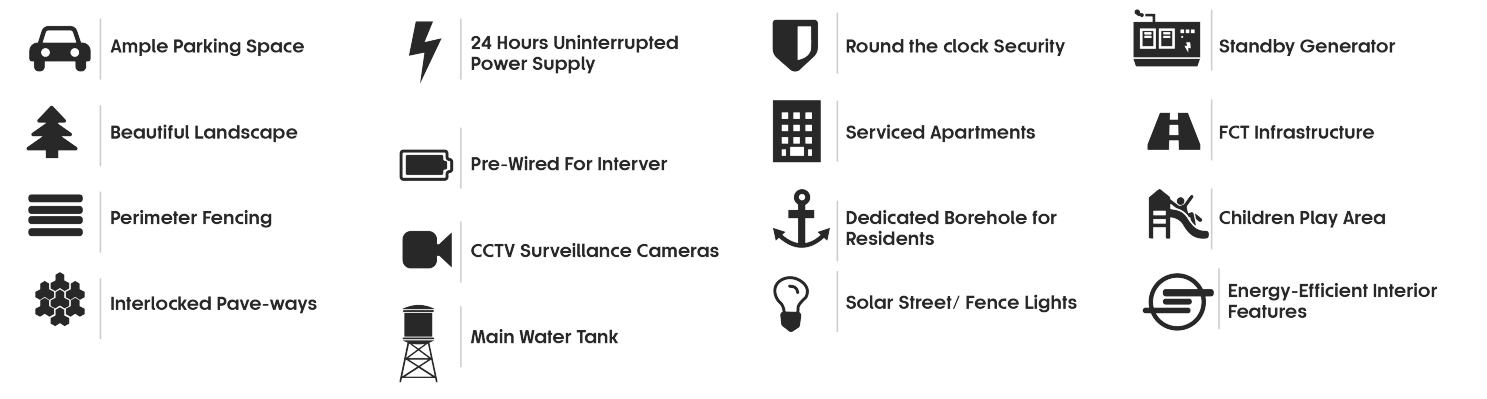 Ample Parking Space
Beautiful Landscape
Perimeter Fencing
Interlocked Pave-ways
24 Hours Uninterrupted
Power Supply
Pre-Wired For Interver
CCTV Surveillance Cameras
Main Water Tank
Round the clock Security
Serviced Apartments
Dedicated Borehole for
Residents
Solar Street/ Fence Lights
Standby Generator
FCT Infrastructure
Children Play Area
Energy-Efficient Interior
Features